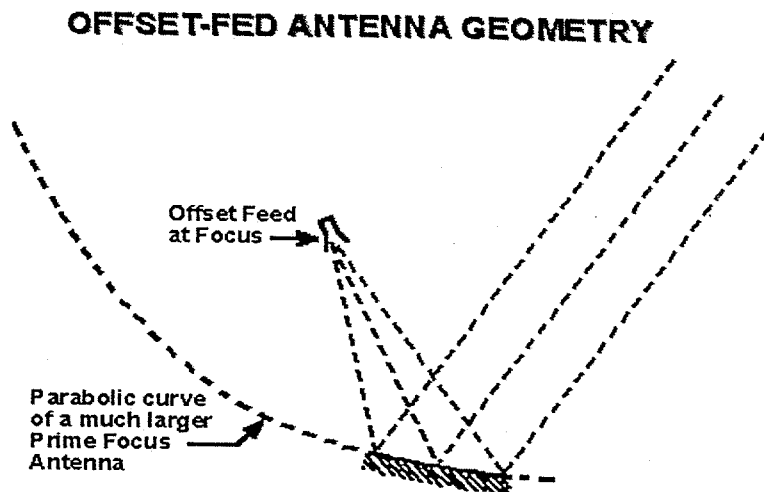 OFFSET-FED ANTENNA GEOMETRY
Offset Feed
at Focus
Parabolic curve
of a much larger
Prime Focus
Antenna